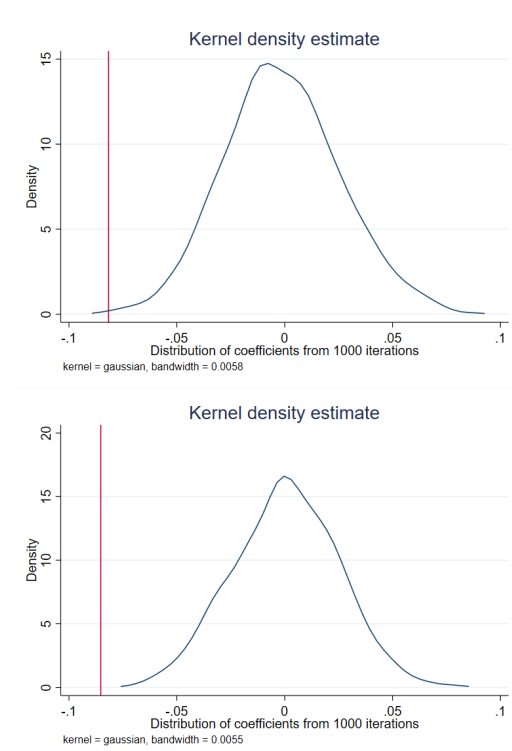 Kernel density estimate
15
10
5
0
Density
-.1 -.05 0 .05 .1
Distribution of coefficients from 1000 iterations
kernel = gaussian, bandwidth = 0.0058
Kernel density estimate
20
15
10
5
0
Density
-.1 -.05 0 .05 .1
Distribution of coefficients from 1000 iterations
kernel = gaussian, bandwidth = 0.0055